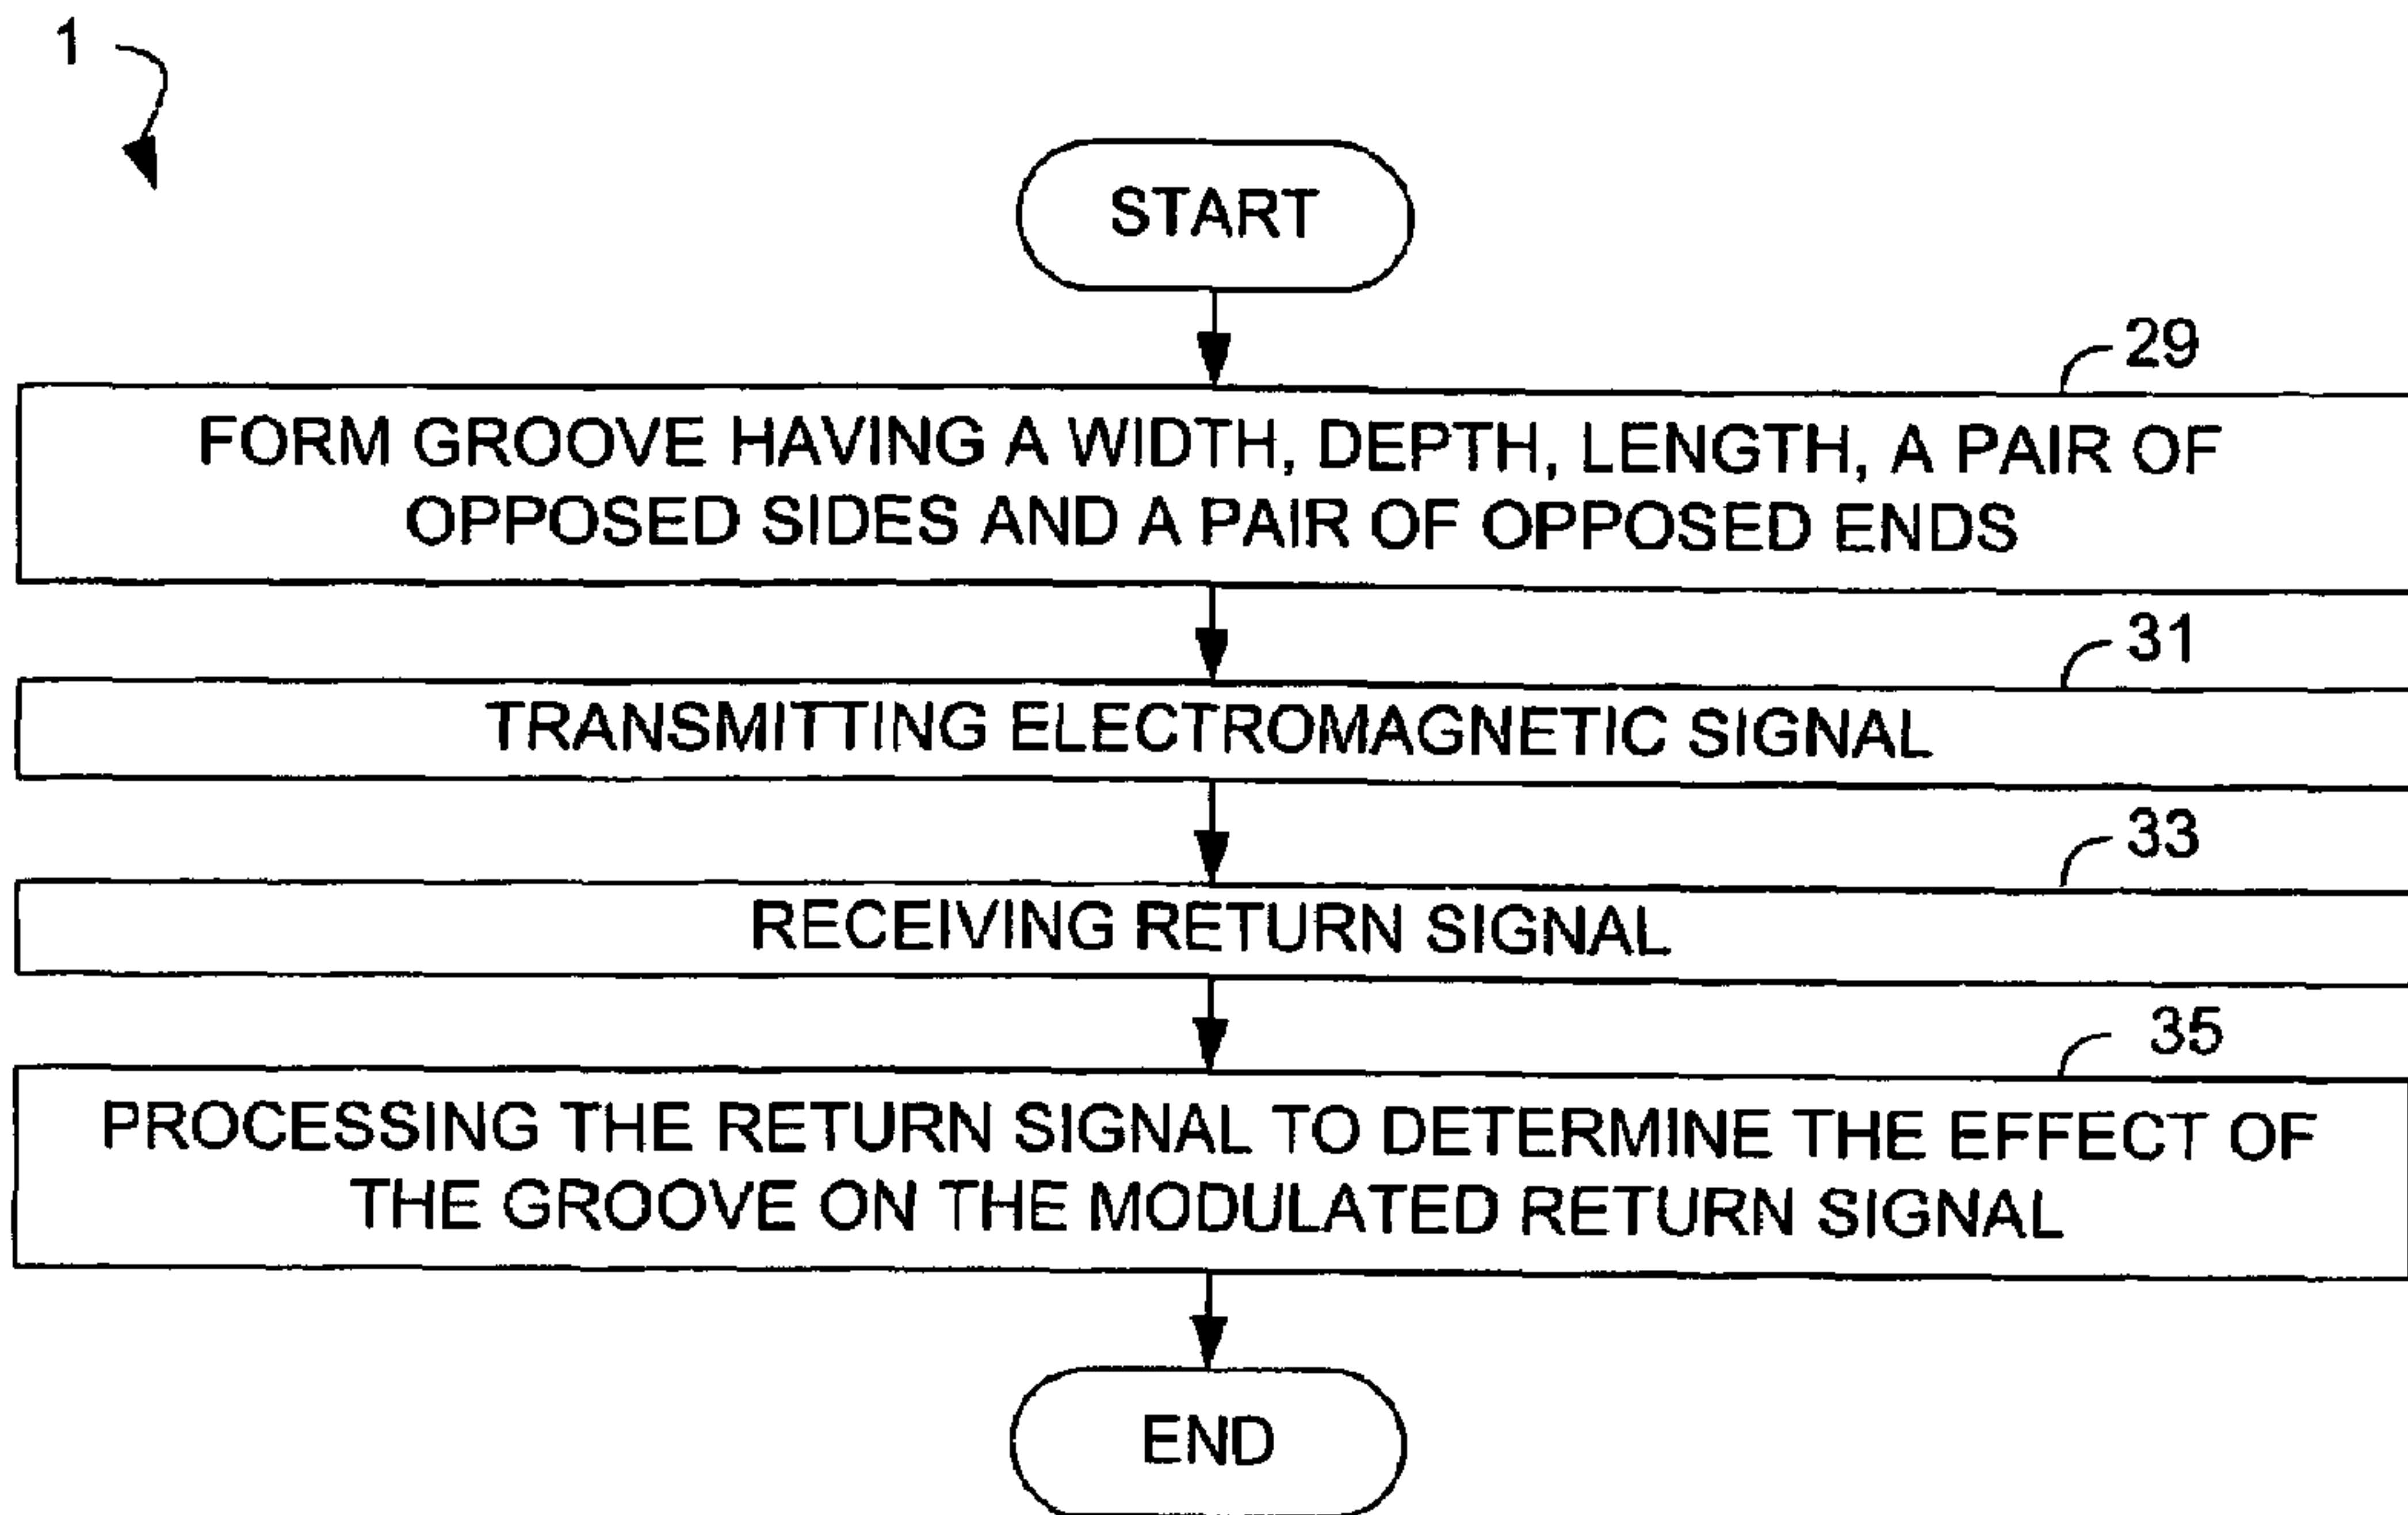 1
START
29
FORM GROOVE HAVING A WIDTH, DEPTH, LENGTH, A PAIR OF
OPPOSED SIDES AND A PAIR OF OPPOSED ENDS
31
TRANSMITTING ELECTROMAGNETIC SIGNAL
33
RECEIVING RETURN SIGNAL
35
PROCESSING THE RETURN SIGNAL TO DETERMINE THE EFFECT OF
THE GROOVE ON THE MODULATED RETURN SIGNAL
END